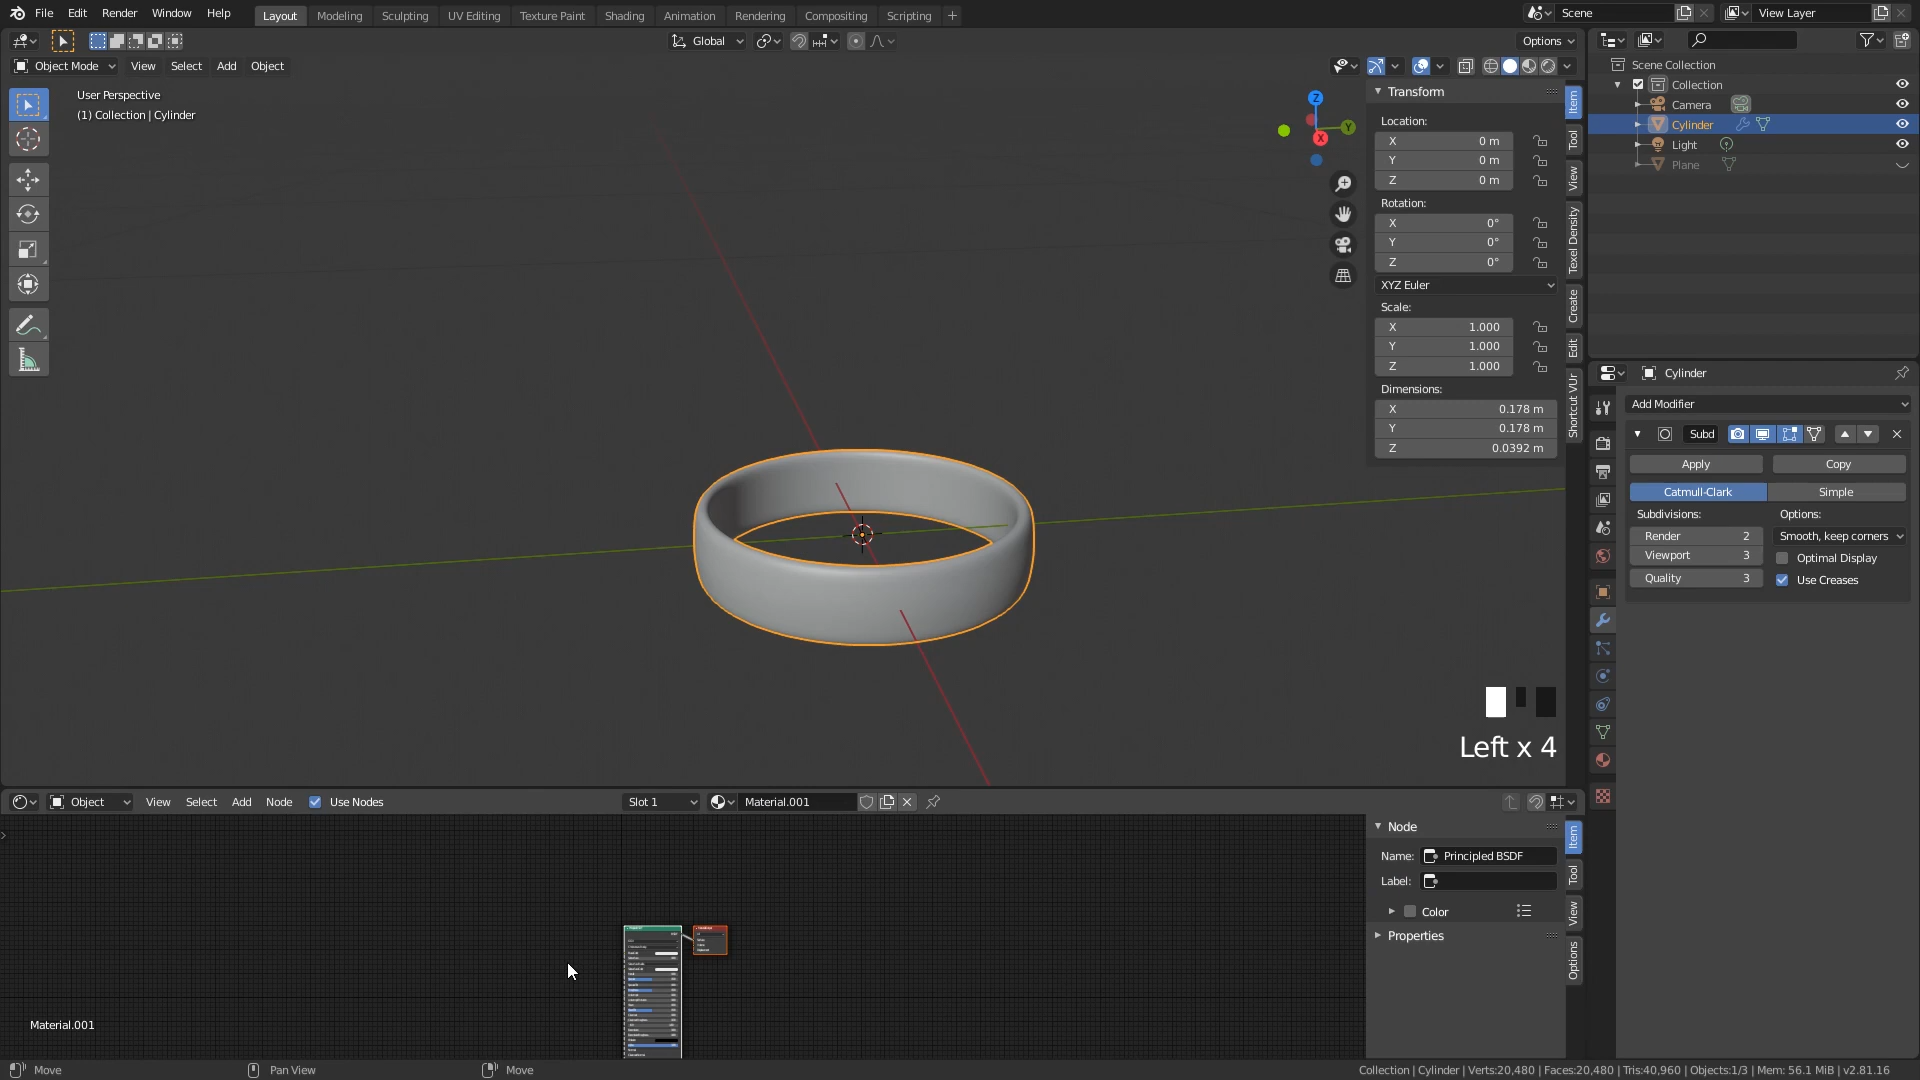 File Edit Render Window Help Layout Modeling Sculpting UV Editing Texture Paint Shading Animation Rendering Compositing Scripting + Scene View Layer
Global Options
Object Mode View Select Add Object
User Perspective
(1) Collection | Cylinder
Z
Y
X
Transform
Location:
X 0 m
Y 0 m
Z 0 m
Rotation:
X 0°
Y 0°
Z 0°
XYZ Euler
Scale:
X 1.000
Y 1.000
Z 1.000
Dimensions:
X 0.178 m
Y 0.178 m
Z 0.0392 m
Item
Tool
View
Texel Density
Create
Edit
Shortcut VUr
Scene Collection
Collection
Camera
Cylinder
Light
Plane
Cylinder
Add Modifier
Subd
Apply Copy
Catmull-Clark Simple
Subdivisions: Options:
Render 2 Smooth, keep corners
Viewport 3 Optimal Display
Quality 3 Use Creases
Left x 4
Object View Select Add Node Use Nodes Slot 1 Material.001
Node
Name: Principled BSDF
Label:
Color
Properties
Item
Tool
View
Options
Material.001
Move Pan View Move Collection | Cylinder | Verts:20,480 | Faces:20,480 | Tris:40,960 | Objects:1/3 | Mem: 56.1 MiB | v2.81.16